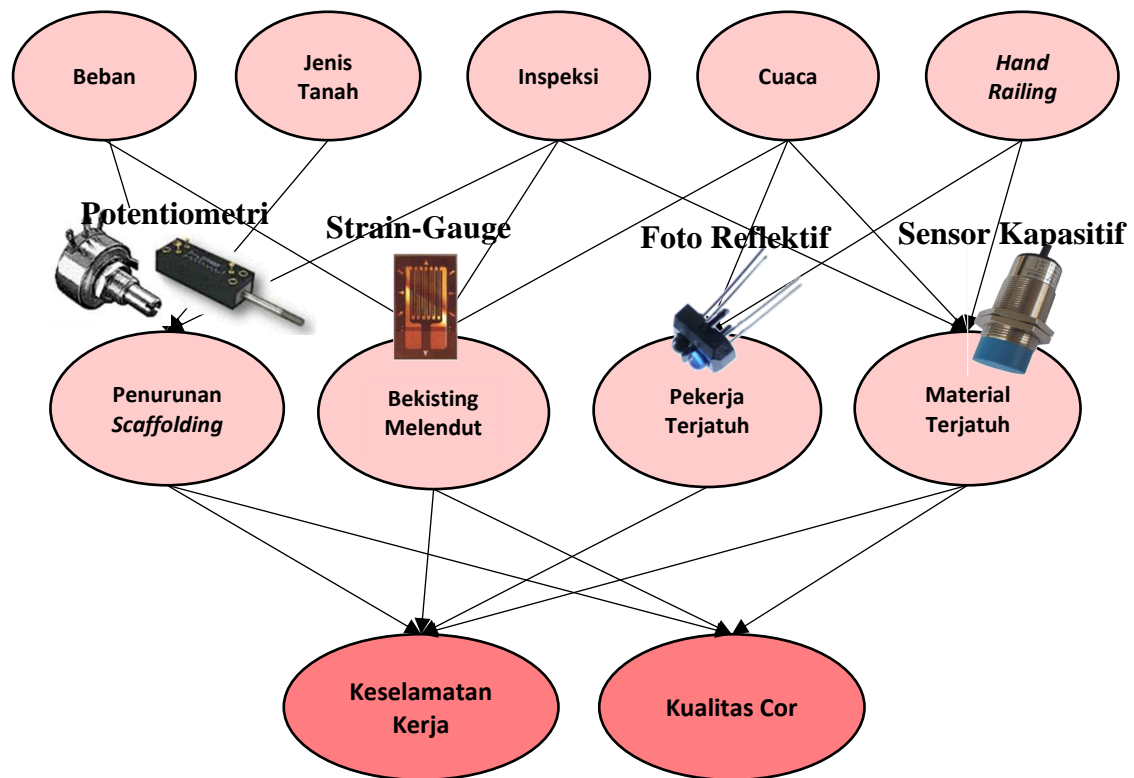 Beban
Jenis
Tanah
Inspeksi
Cuaca
Hand
Railing
Potentiometri
Strain-Gauge
Foto Reflektif
Sensor Kapasitif
Penurunan
Scaffolding
Bekisting
Melendut
Pekerja
Terjatuh
Material
Terjatuh
Keselamatan
Kerja
Kualitas Cor